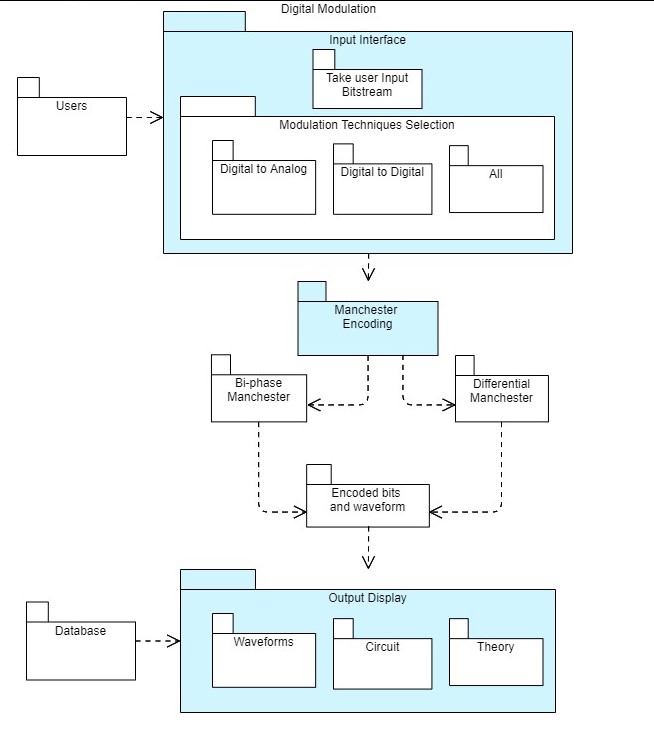 Digital Modulation
Input Interface
Take user Input
Bitstream
Users
Modulation Techniques Selection
Digital to Analog
Digital to Digital
All
Manchester
Encoding
Bi-phase
Manchester
Differential
Manchester
Encoded bits
and waveform
Output Display
Database
Waveforms
Circuit
Theory